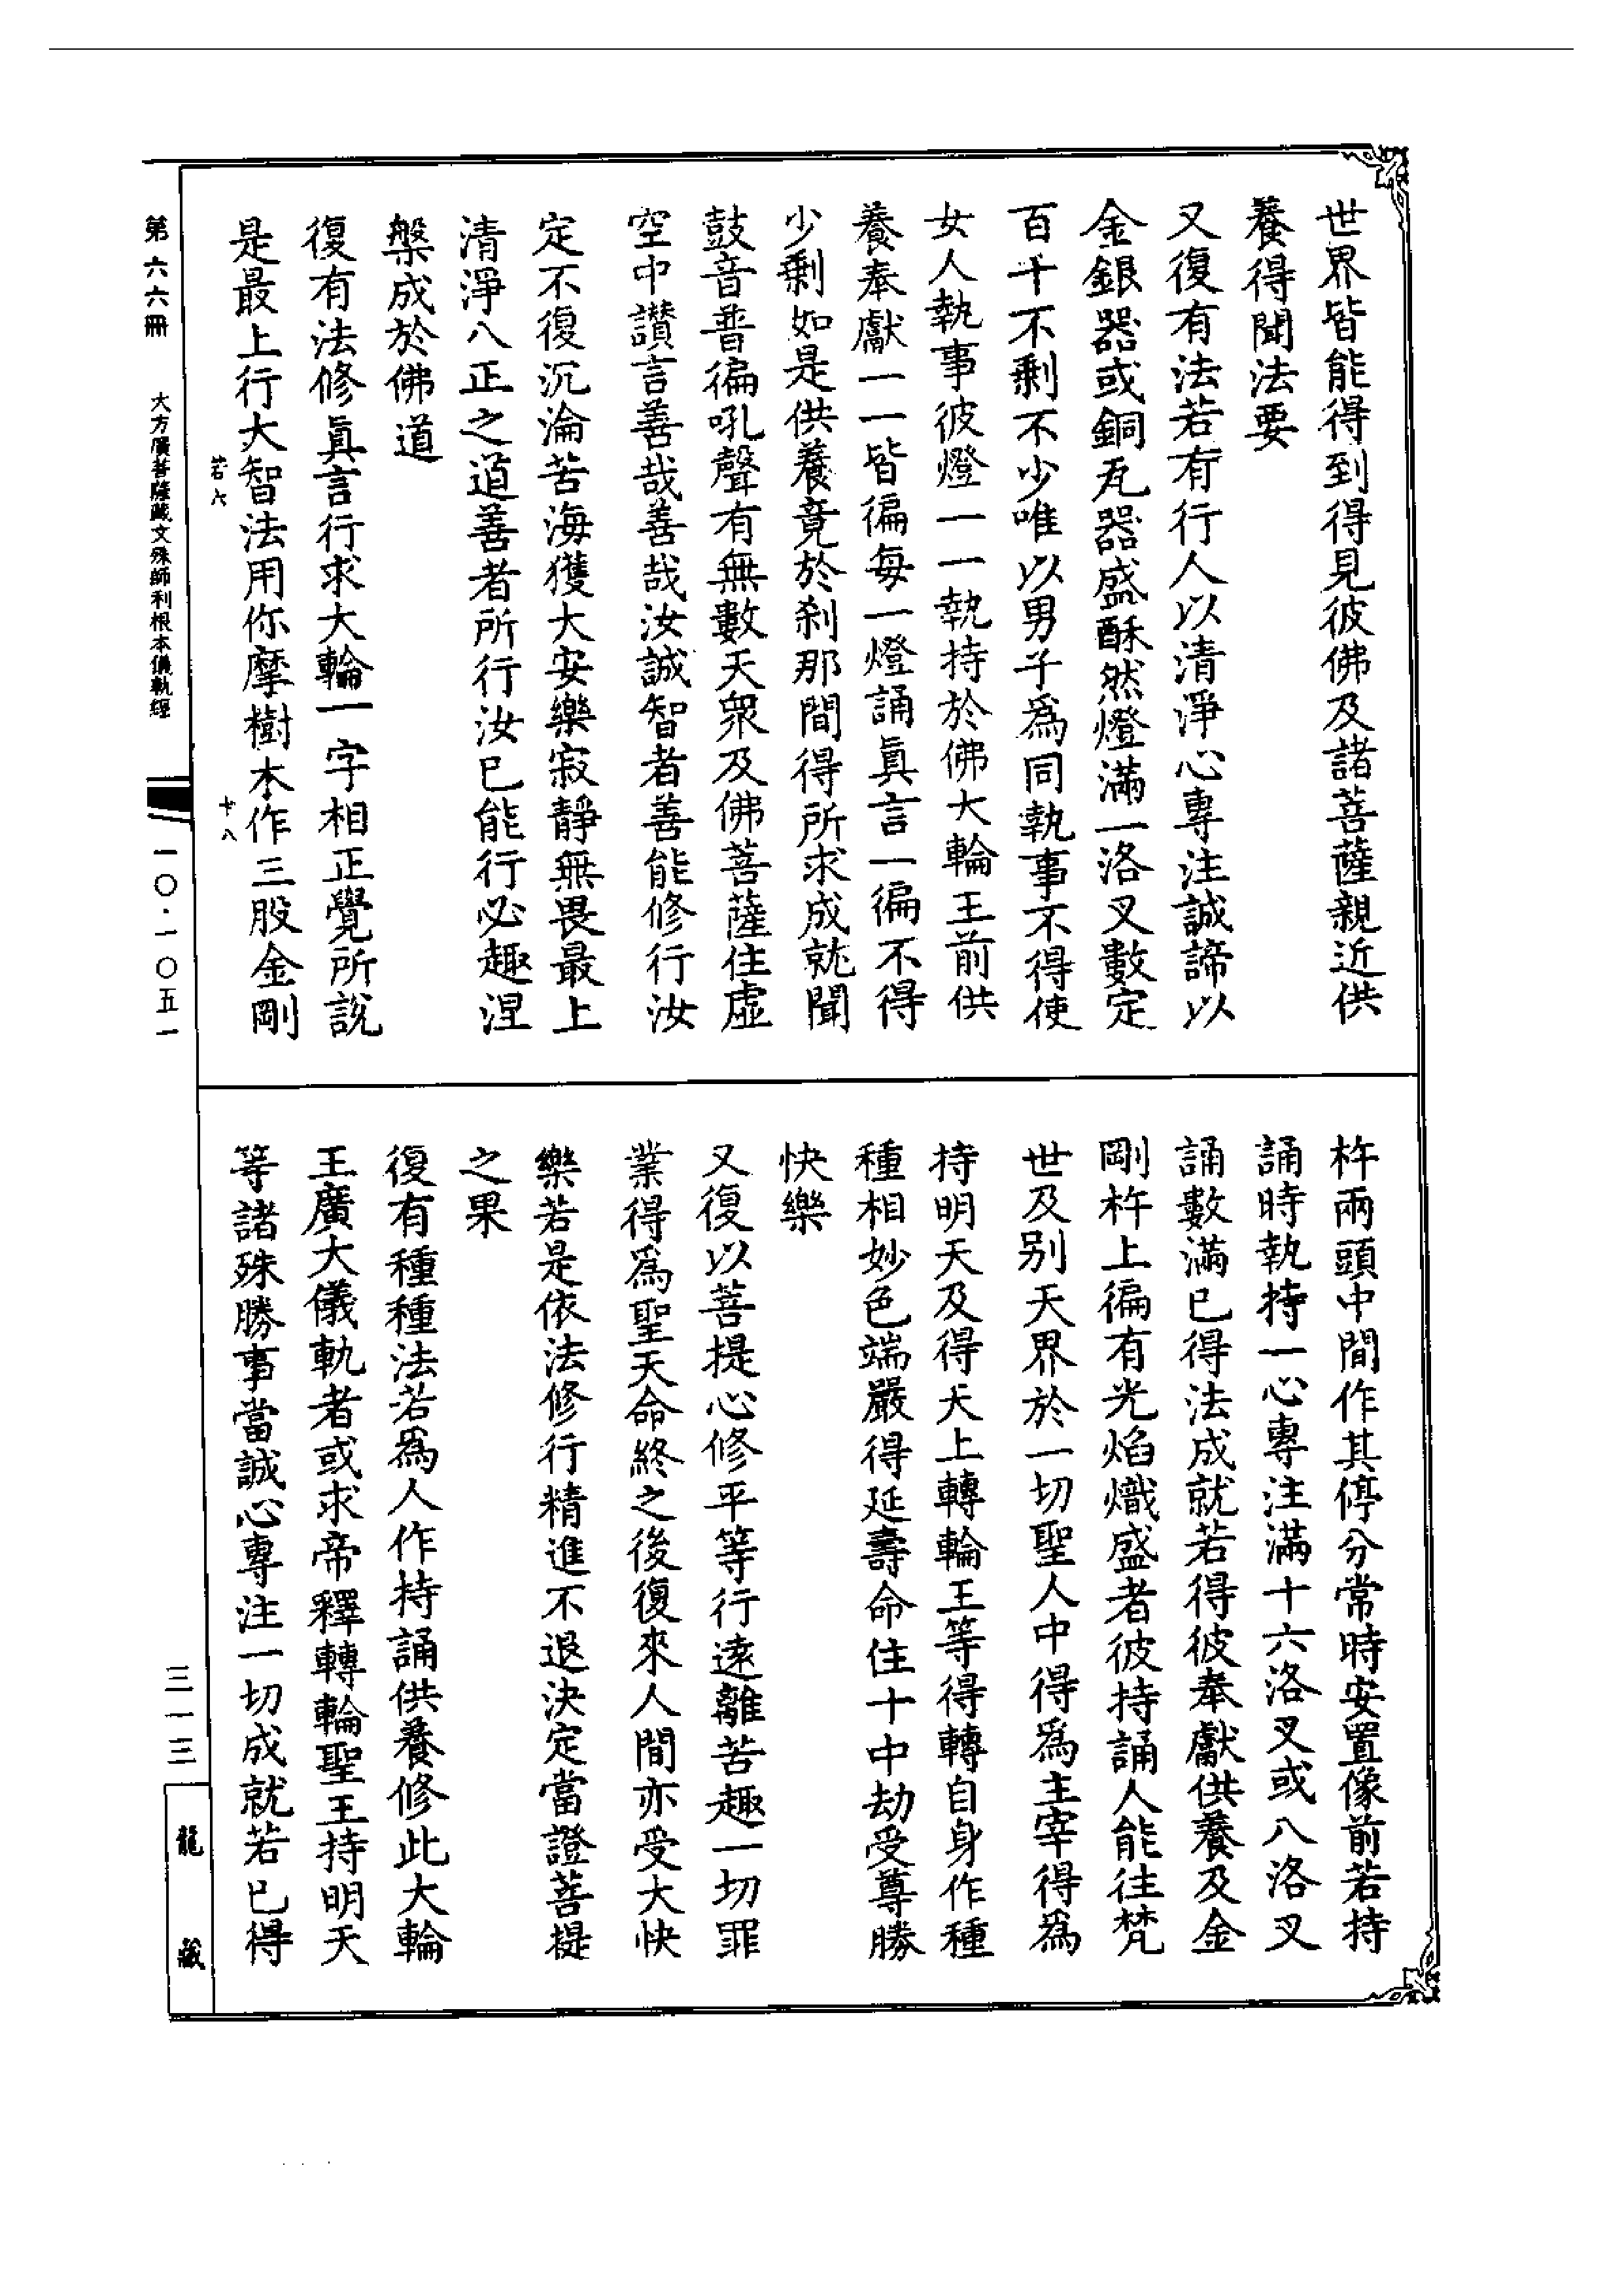 世界皆能得到得見彼佛及諸菩薩親近供
養得聞法要
又復有法若有行人以清淨心專注誠諦以
金銀器或銅瓦器盛酥然燈滿一洛叉數定
百千不剩不少唯以男子爲同執事不得使
女人執事彼燈一一執持於佛大輪王前供
養奉獻一一皆徧每一燈誦眞言一徧不得
少剩如是供養竟於刹那間得所求成就聞
鼓音普徧吼聲有無數天衆及佛菩薩住虛
空中讚言善哉善哉汝誠智者善能修行汝
定不復沉淪苦海獲大安樂寂靜無畏最上
清淨八正之道善者所行汝已能行必趣涅
槃成於佛道
復有法修眞言行求大輪一字相正覺所說
是最上行大智法用你摩樹木作三股金剛
若六
十八
第六六冊
大方廣菩薩藏文殊師利根本儀軌經
一〇·一〇五一
杵兩頭中間作其停分常時安置像前若持
誦時執持一心專注滿十六洛叉或八洛叉
誦數滿已得法成就若得彼奉獻供養及金
剛杵上徧有光焰熾盛者彼持誦人能往梵
世及別天界於一切聖人中得爲主宰得爲
持明天及得天上轉輪王等得轉自身作種
種相妙色端嚴得延壽命住十中劫受尊勝
快樂
又復以菩提心修平等行遠離苦趣一切罪
業得爲聖天命終之後復來人間亦受大快
樂若是依法修行精進不退決定當證菩提
之果
復有種種法若爲人作持誦供養修此大輪
王廣大儀軌者或求帝釋轉輪聖王持明天
等諸殊勝事當誠心專注一切成就若已得
三一三
龍藏